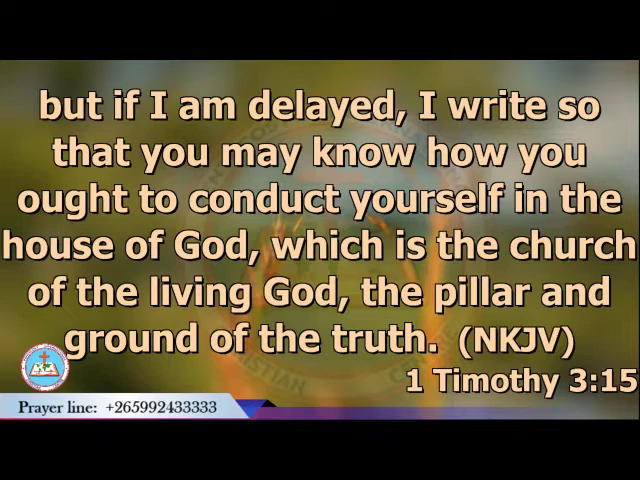 but if I am delayed, I write so
that you may know how you
ought to conduct yourself in the
house of God, which is the church
of the living God, the pillar and
ground of the truth.  (NKJV)
1 Timothy 3:15
Prayer line:  +265992433333
CHRISTIAN